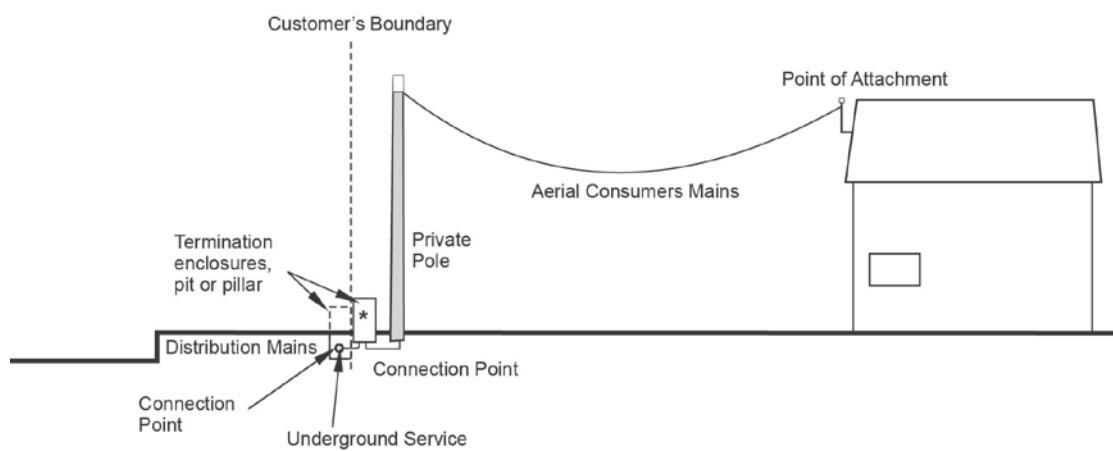 Customer's Boundary
Point of Attachment
Aerial Consumers Mains
Termination
enclosures,
pit or pillar
Private
Pole
*
Distribution Mains
Connection Point
Connection
Point
Underground Service